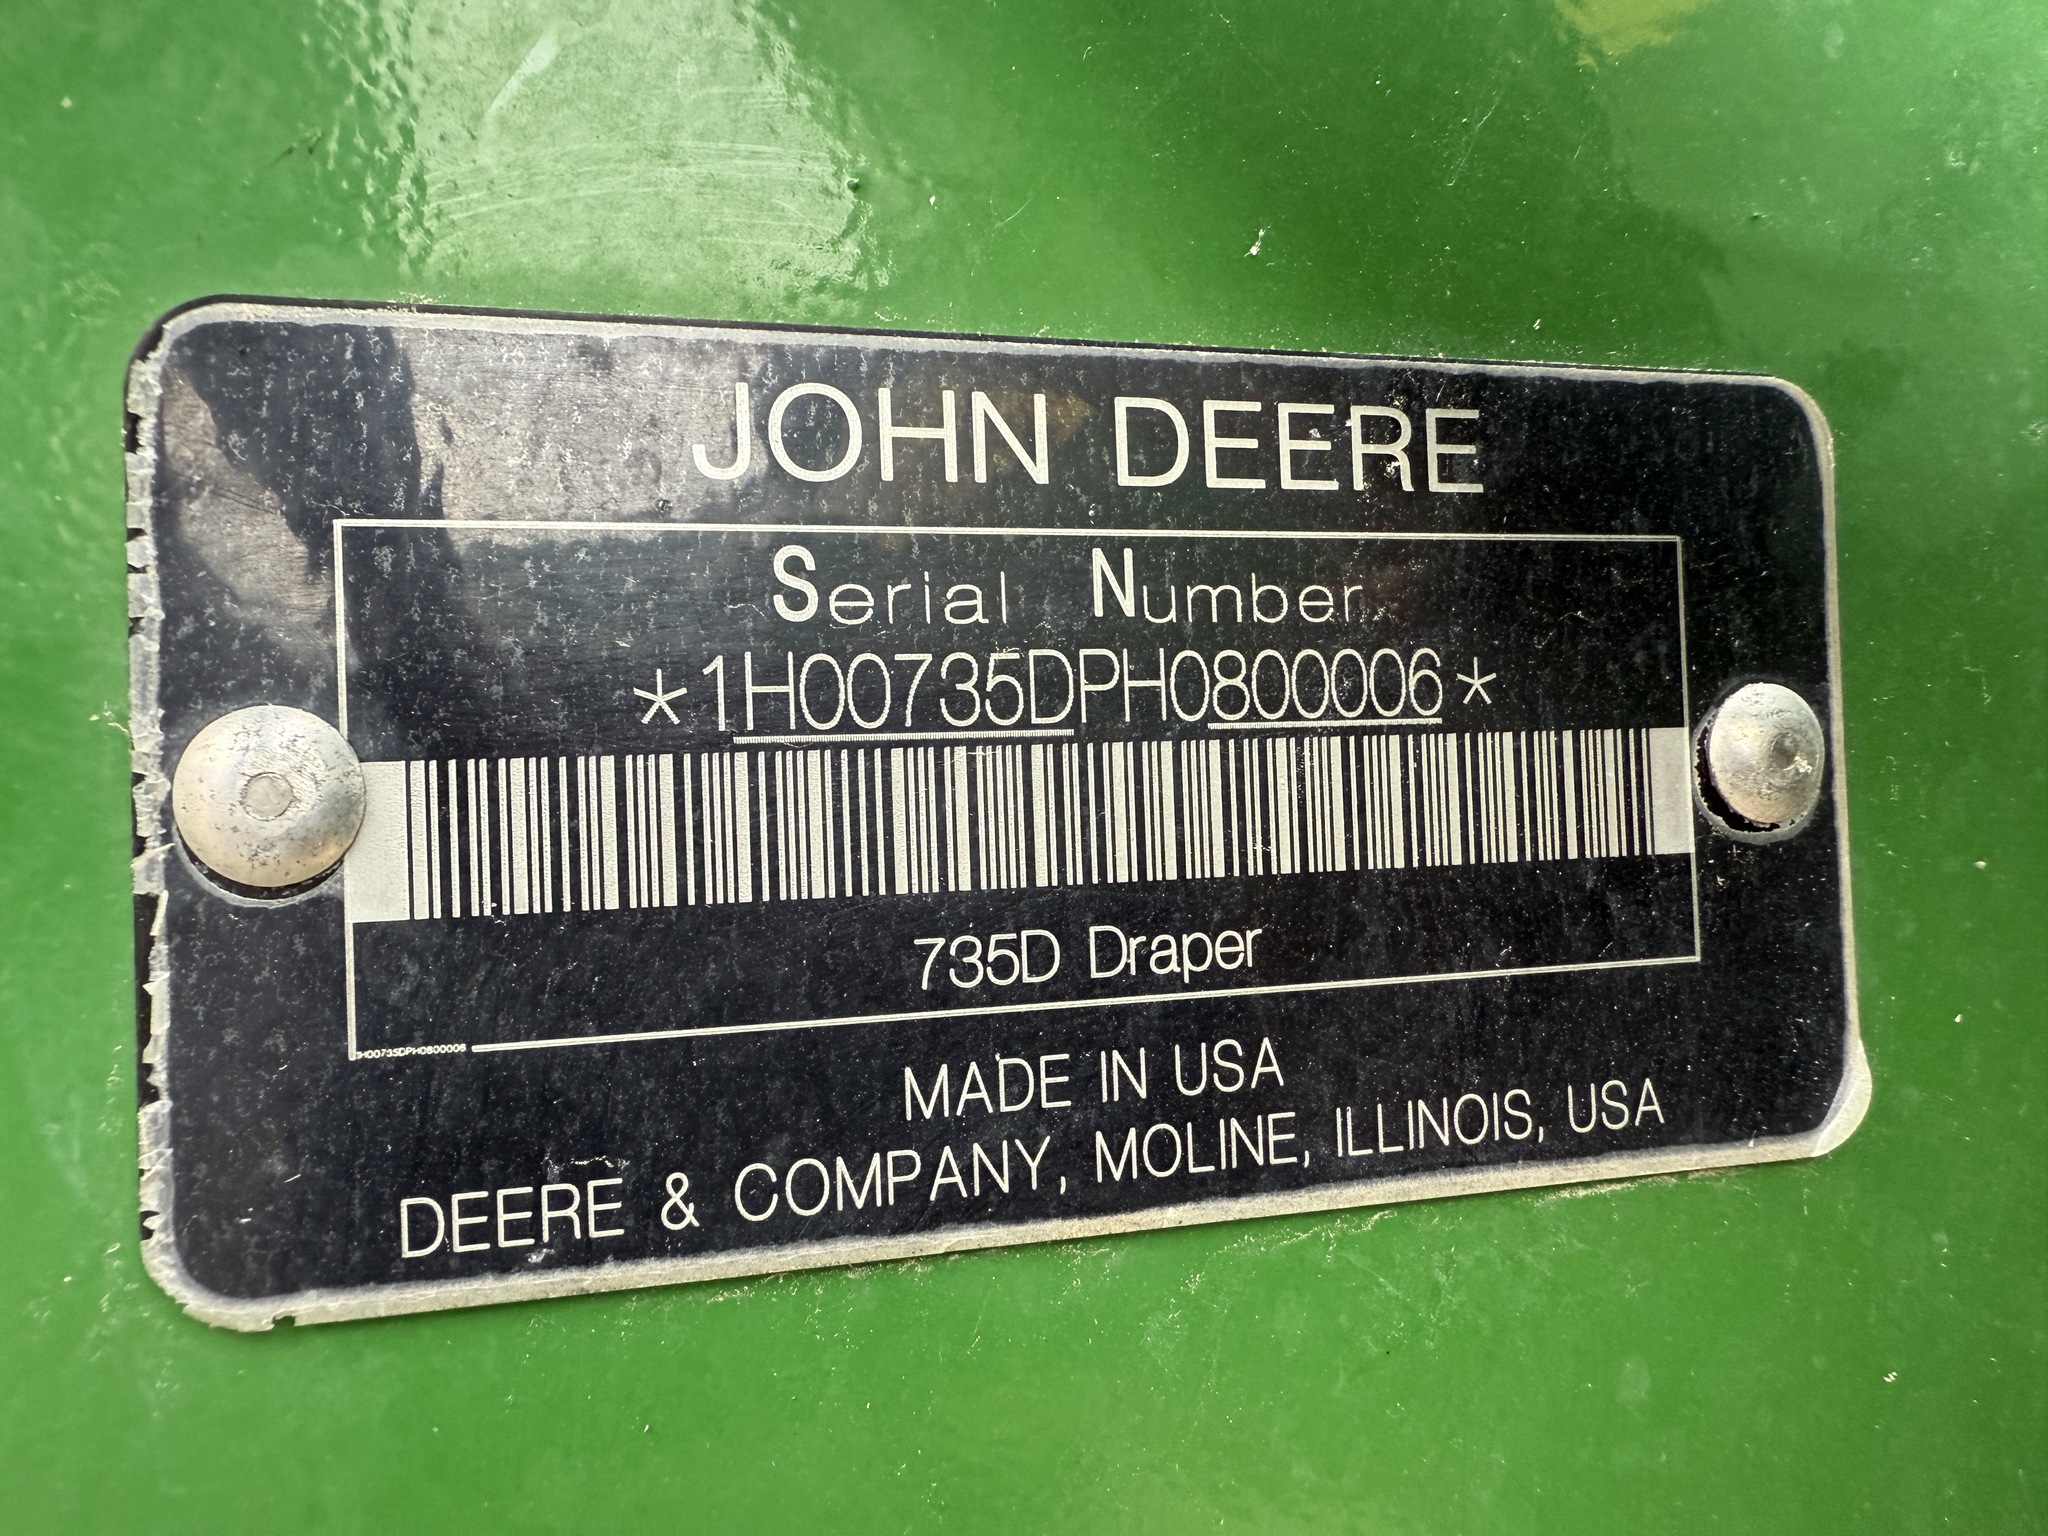 JOHN DEERE
Serial Number
*1H00735DPH0800006*
735D Draper
1H00735DPH0800006
MADE IN USA
DEERE & COMPANY, MOLINE, ILLINOIS, USA